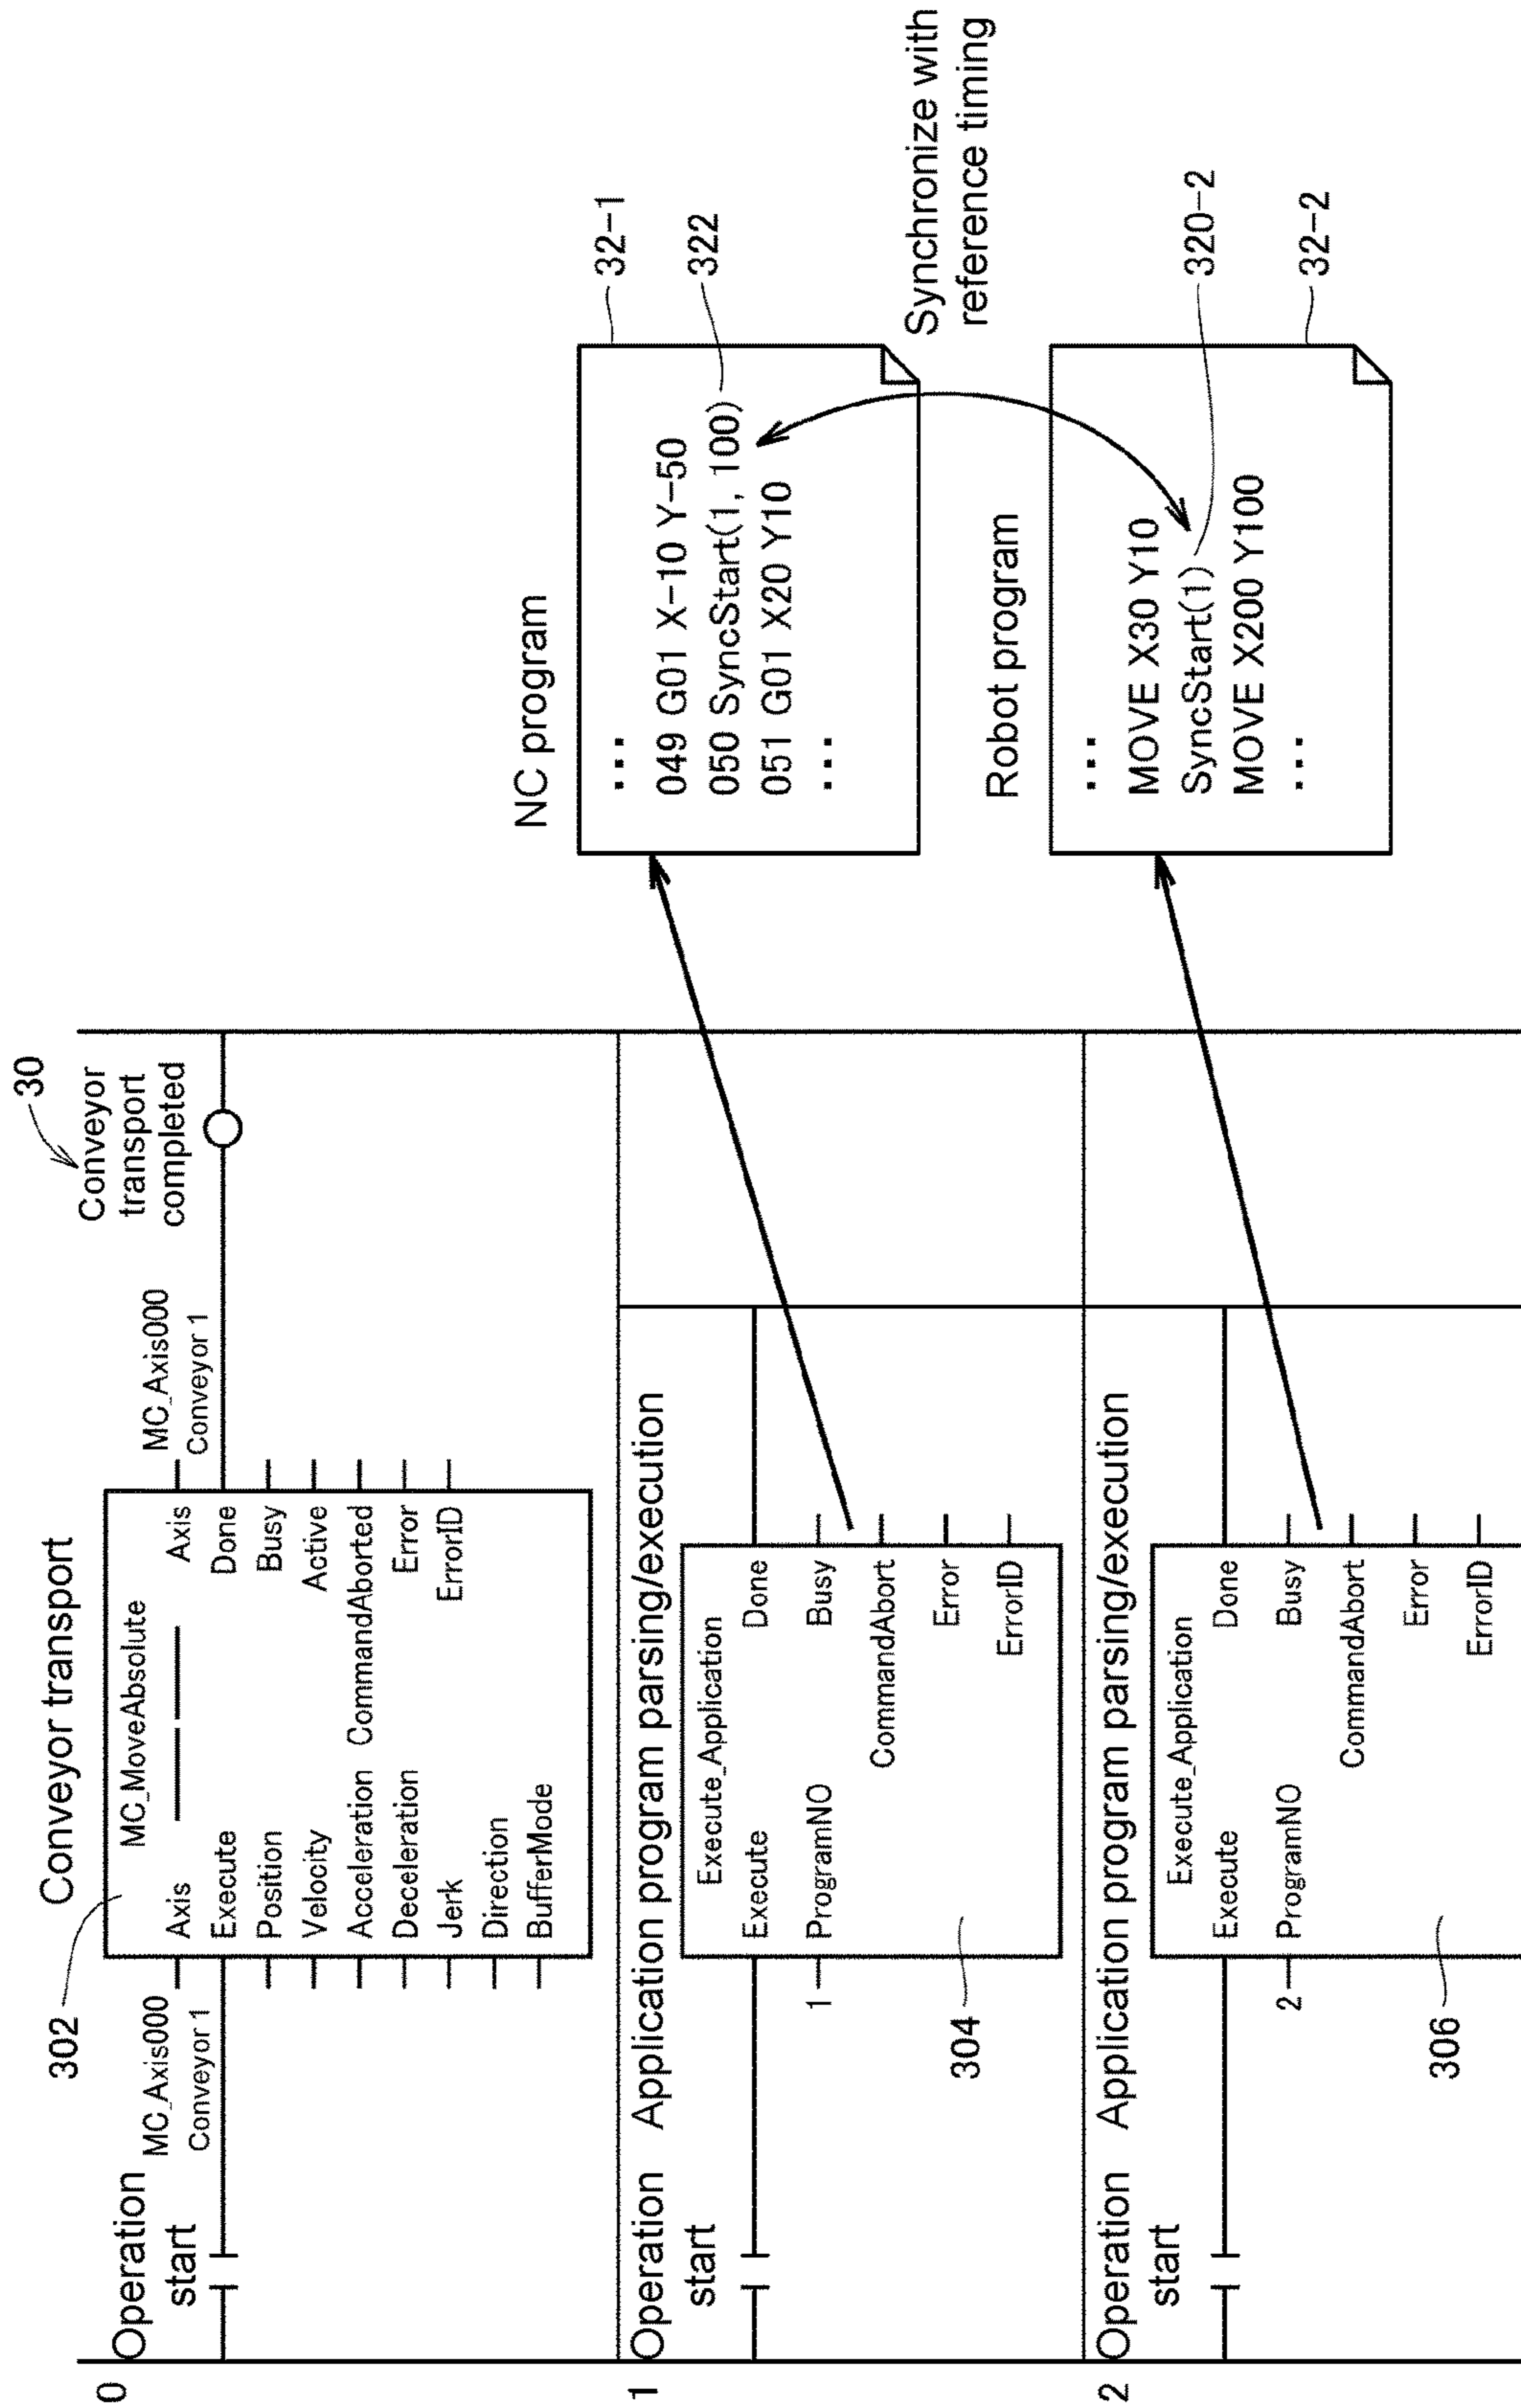 30
Conveyor
transport
completed
Conveyor transport
302
0
Operation
start
MC_Axis000
Conveyor 1
MC_MoveAbsolute
Axis
Axis
Execute
Done
Position
Busy
Velocity
Active
Acceleration
CommandAborted
Deceleration
Error
Jerk
ErrorID
Direction
BufferMode
MC_Axis000
Conveyor 1
1
Operation
start
Application program parsing/execution
Execute_Application
Execute
Done
1
ProgramNO
Busy
CommandAbort
Error
ErrorID
304
2
Operation
start
Application program parsing/execution
Execute_Application
Execute
Done
2
ProgramNO
Busy
CommandAbort
Error
ErrorID
306
NC program
...
049 G01 X-10 Y-50
050 SyncStart(1, 100)
051 G01 X20 Y10
...
32-1
322
Synchronize with
reference timing
Robot program
...
MOVE X30 Y10
SyncStart(1)
MOVE X200 Y100
...
320-2
32-2